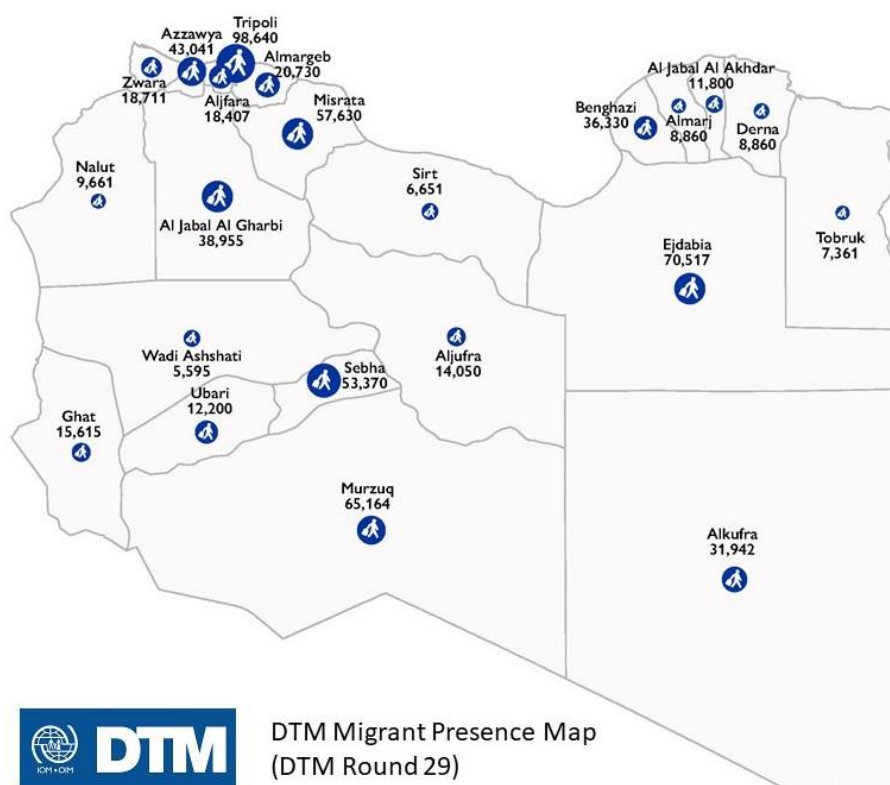 Tripoli
98,640
Azzawya
43,041
Almargeb
20,730
Zwara
18,711
Aljfara
18,407
Misrata
57,630
Al Jabal Al Akhdar
11,800
Benghazi
36,330
Almarj
8,860
Derna
8,860
Nalut
9,661
Sirt
6,651
Al Jabal Al Gharbi
38,955
Tobruk
7,361
Ejdabia
70,517
Wadi Ashshati
5,595
Aljufra
14,050
Sebha
53,370
Ubari
12,200
Ghat
15,615
Murzuq
65,164
Alkufra
31,942
IOM • OIM
DTM
DTM Migrant Presence Map
(DTM Round 29)